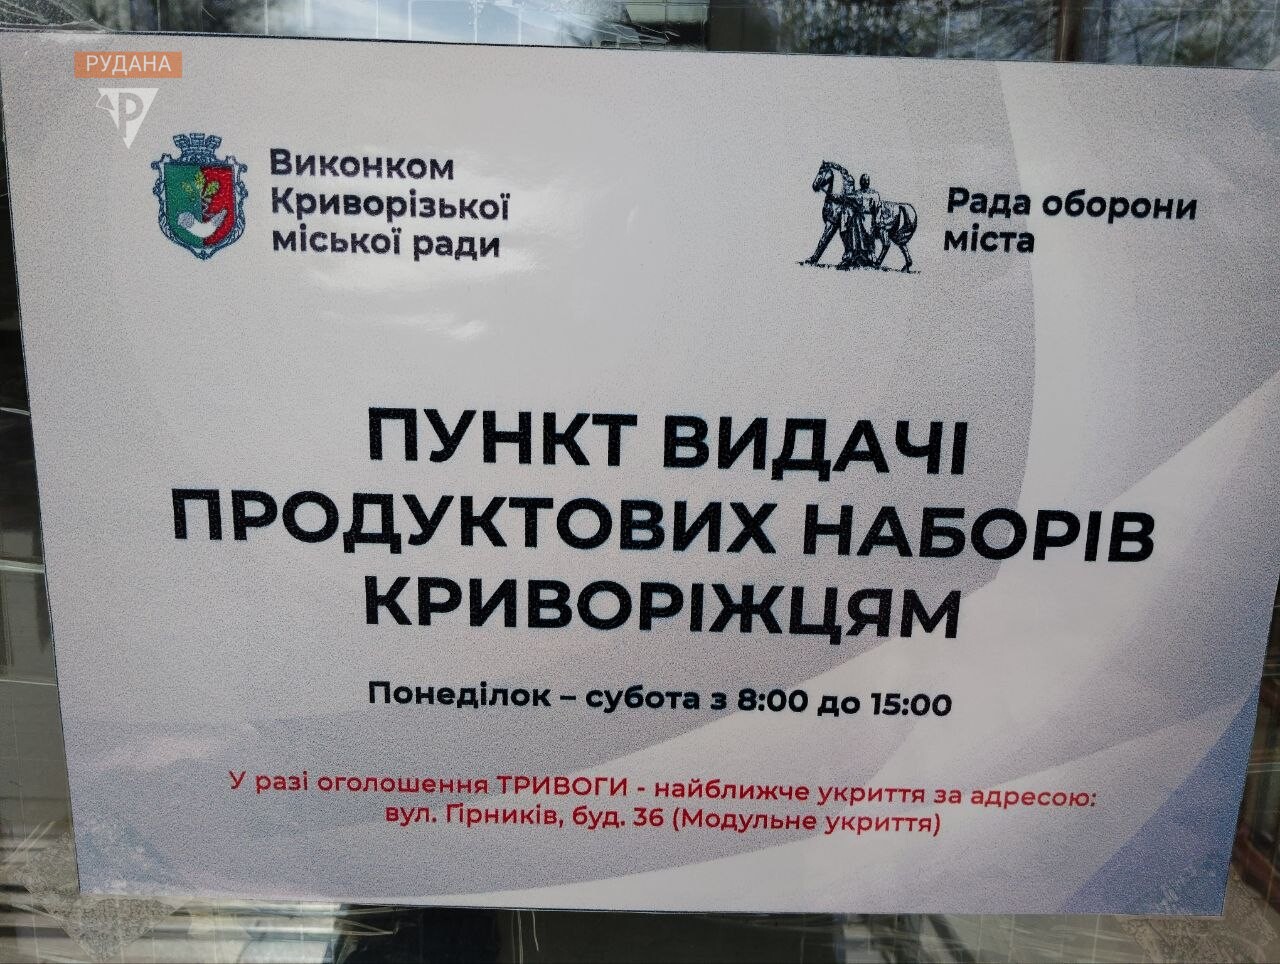 РУДАНА
Виконком
Криворізької
міської ради
Рада оборони
міста
ПУНКТ ВИДАЧІ
ПРОДУКТОВИХ НАБОРІВ
КРИВОРІЖЦЯМ
Понеділок – субота з 8:00 до 15:00
У разі оголошення ТРИВОГИ - найближче укриття за адресою:
вул. Гірників, буд. 36 (Модульне укриття)